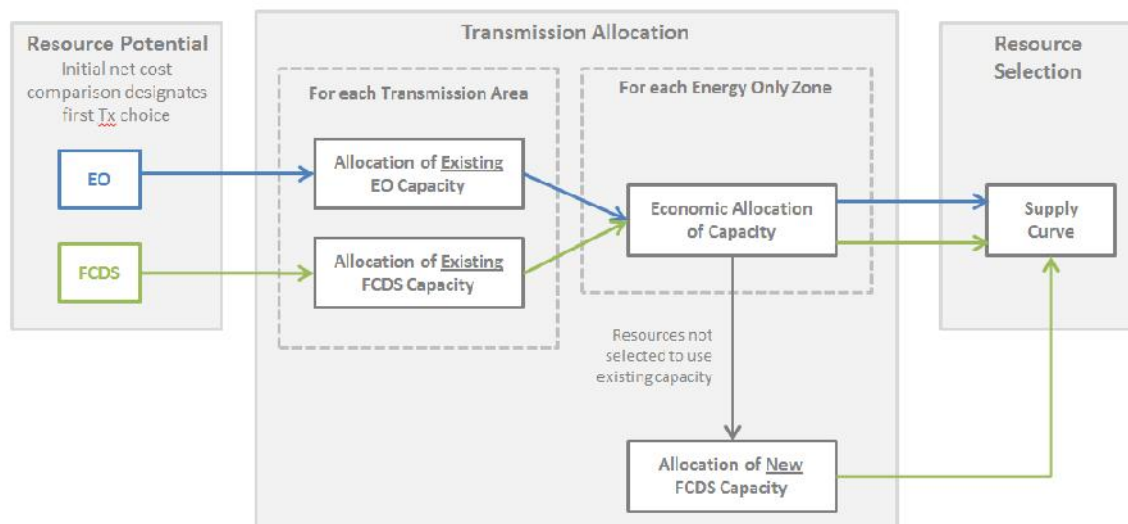 Resource Potential
Initial net cost
comparison designates
first Tx choice
EO
FCDS
Transmission Allocation
For each Transmission Area
Allocation of Existing
EO Capacity
Allocation of Existing
FCDS Capacity
For each Energy Only Zone
Economic Allocation
of Capacity
Resources not
selected to use
existing capacity
Allocation of New
FCDS Capacity
Resource
Selection
Supply
Curve